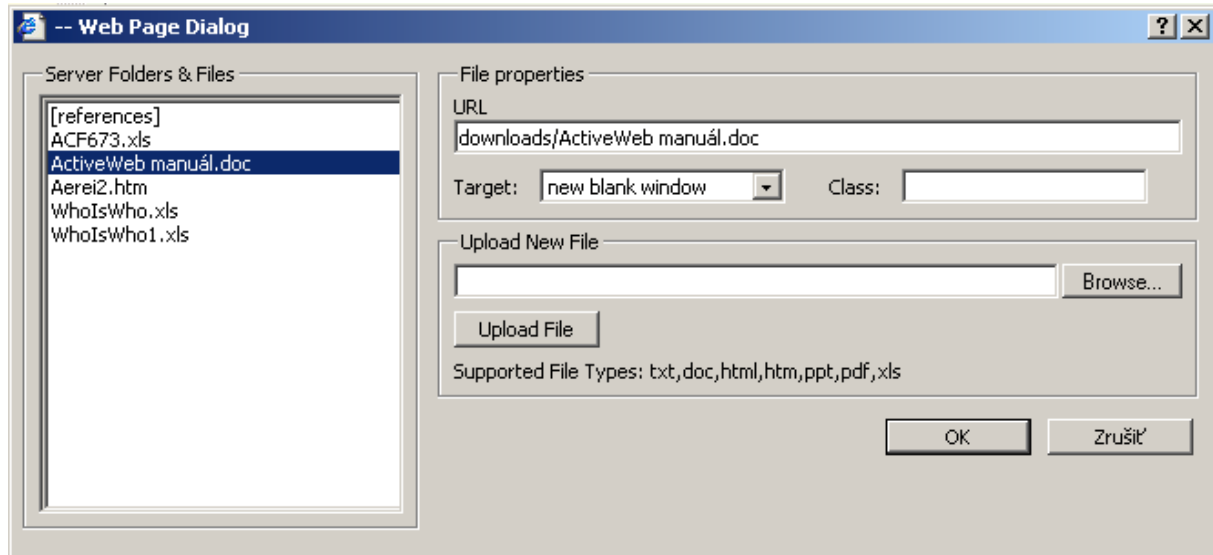 -- Web Page Dialog
Server Folders & Files
[references]
ACF673.xls
ActiveWeb manuál.doc
Aerei2.htm
WhoIsWho.xls
WhoIsWho1.xls
File properties
URL
downloads/ActiveWeb manuál.doc
Target: new blank window Class:
Upload New File
Browse...
Upload File
Supported File Types: txt,doc,html,htm,ppt,pdf,xls
OK Zrušiť